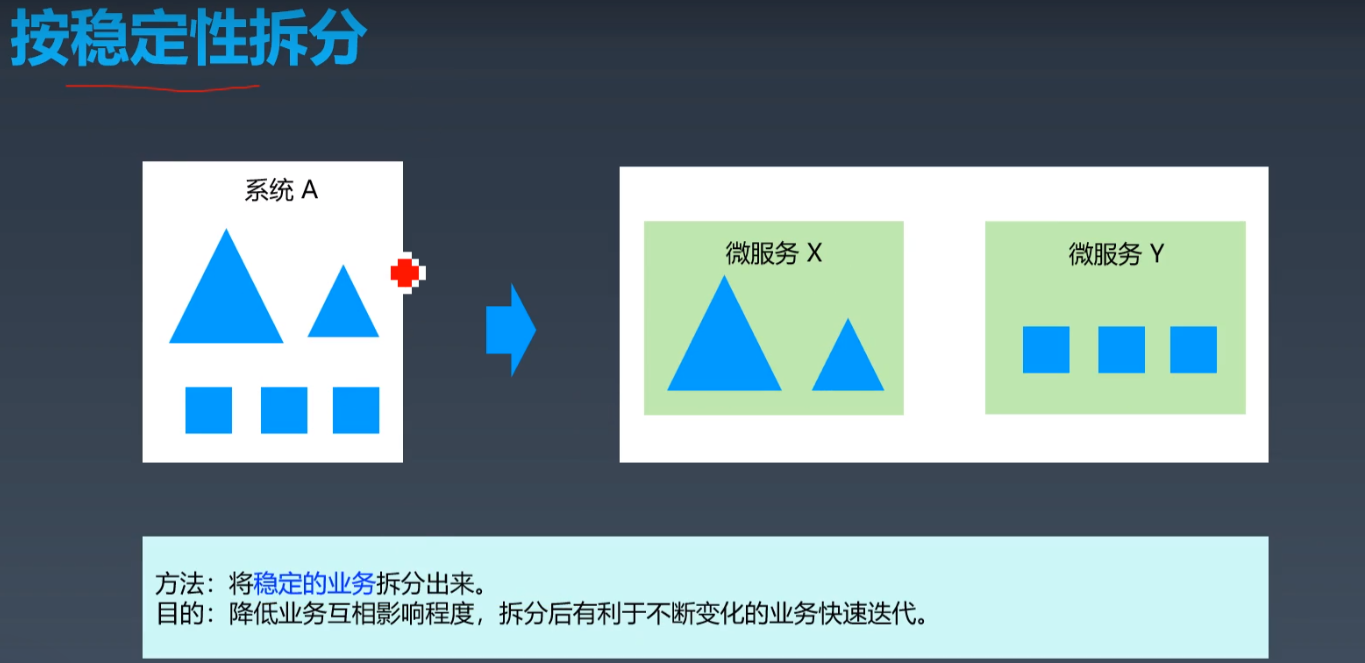 按稳定性拆分
系统 A
微服务 X
微服务 Y
方法：将稳定的业务拆分出来。
目的：降低业务互相影响程度，拆分后有利于不断变化的业务快速迭代。